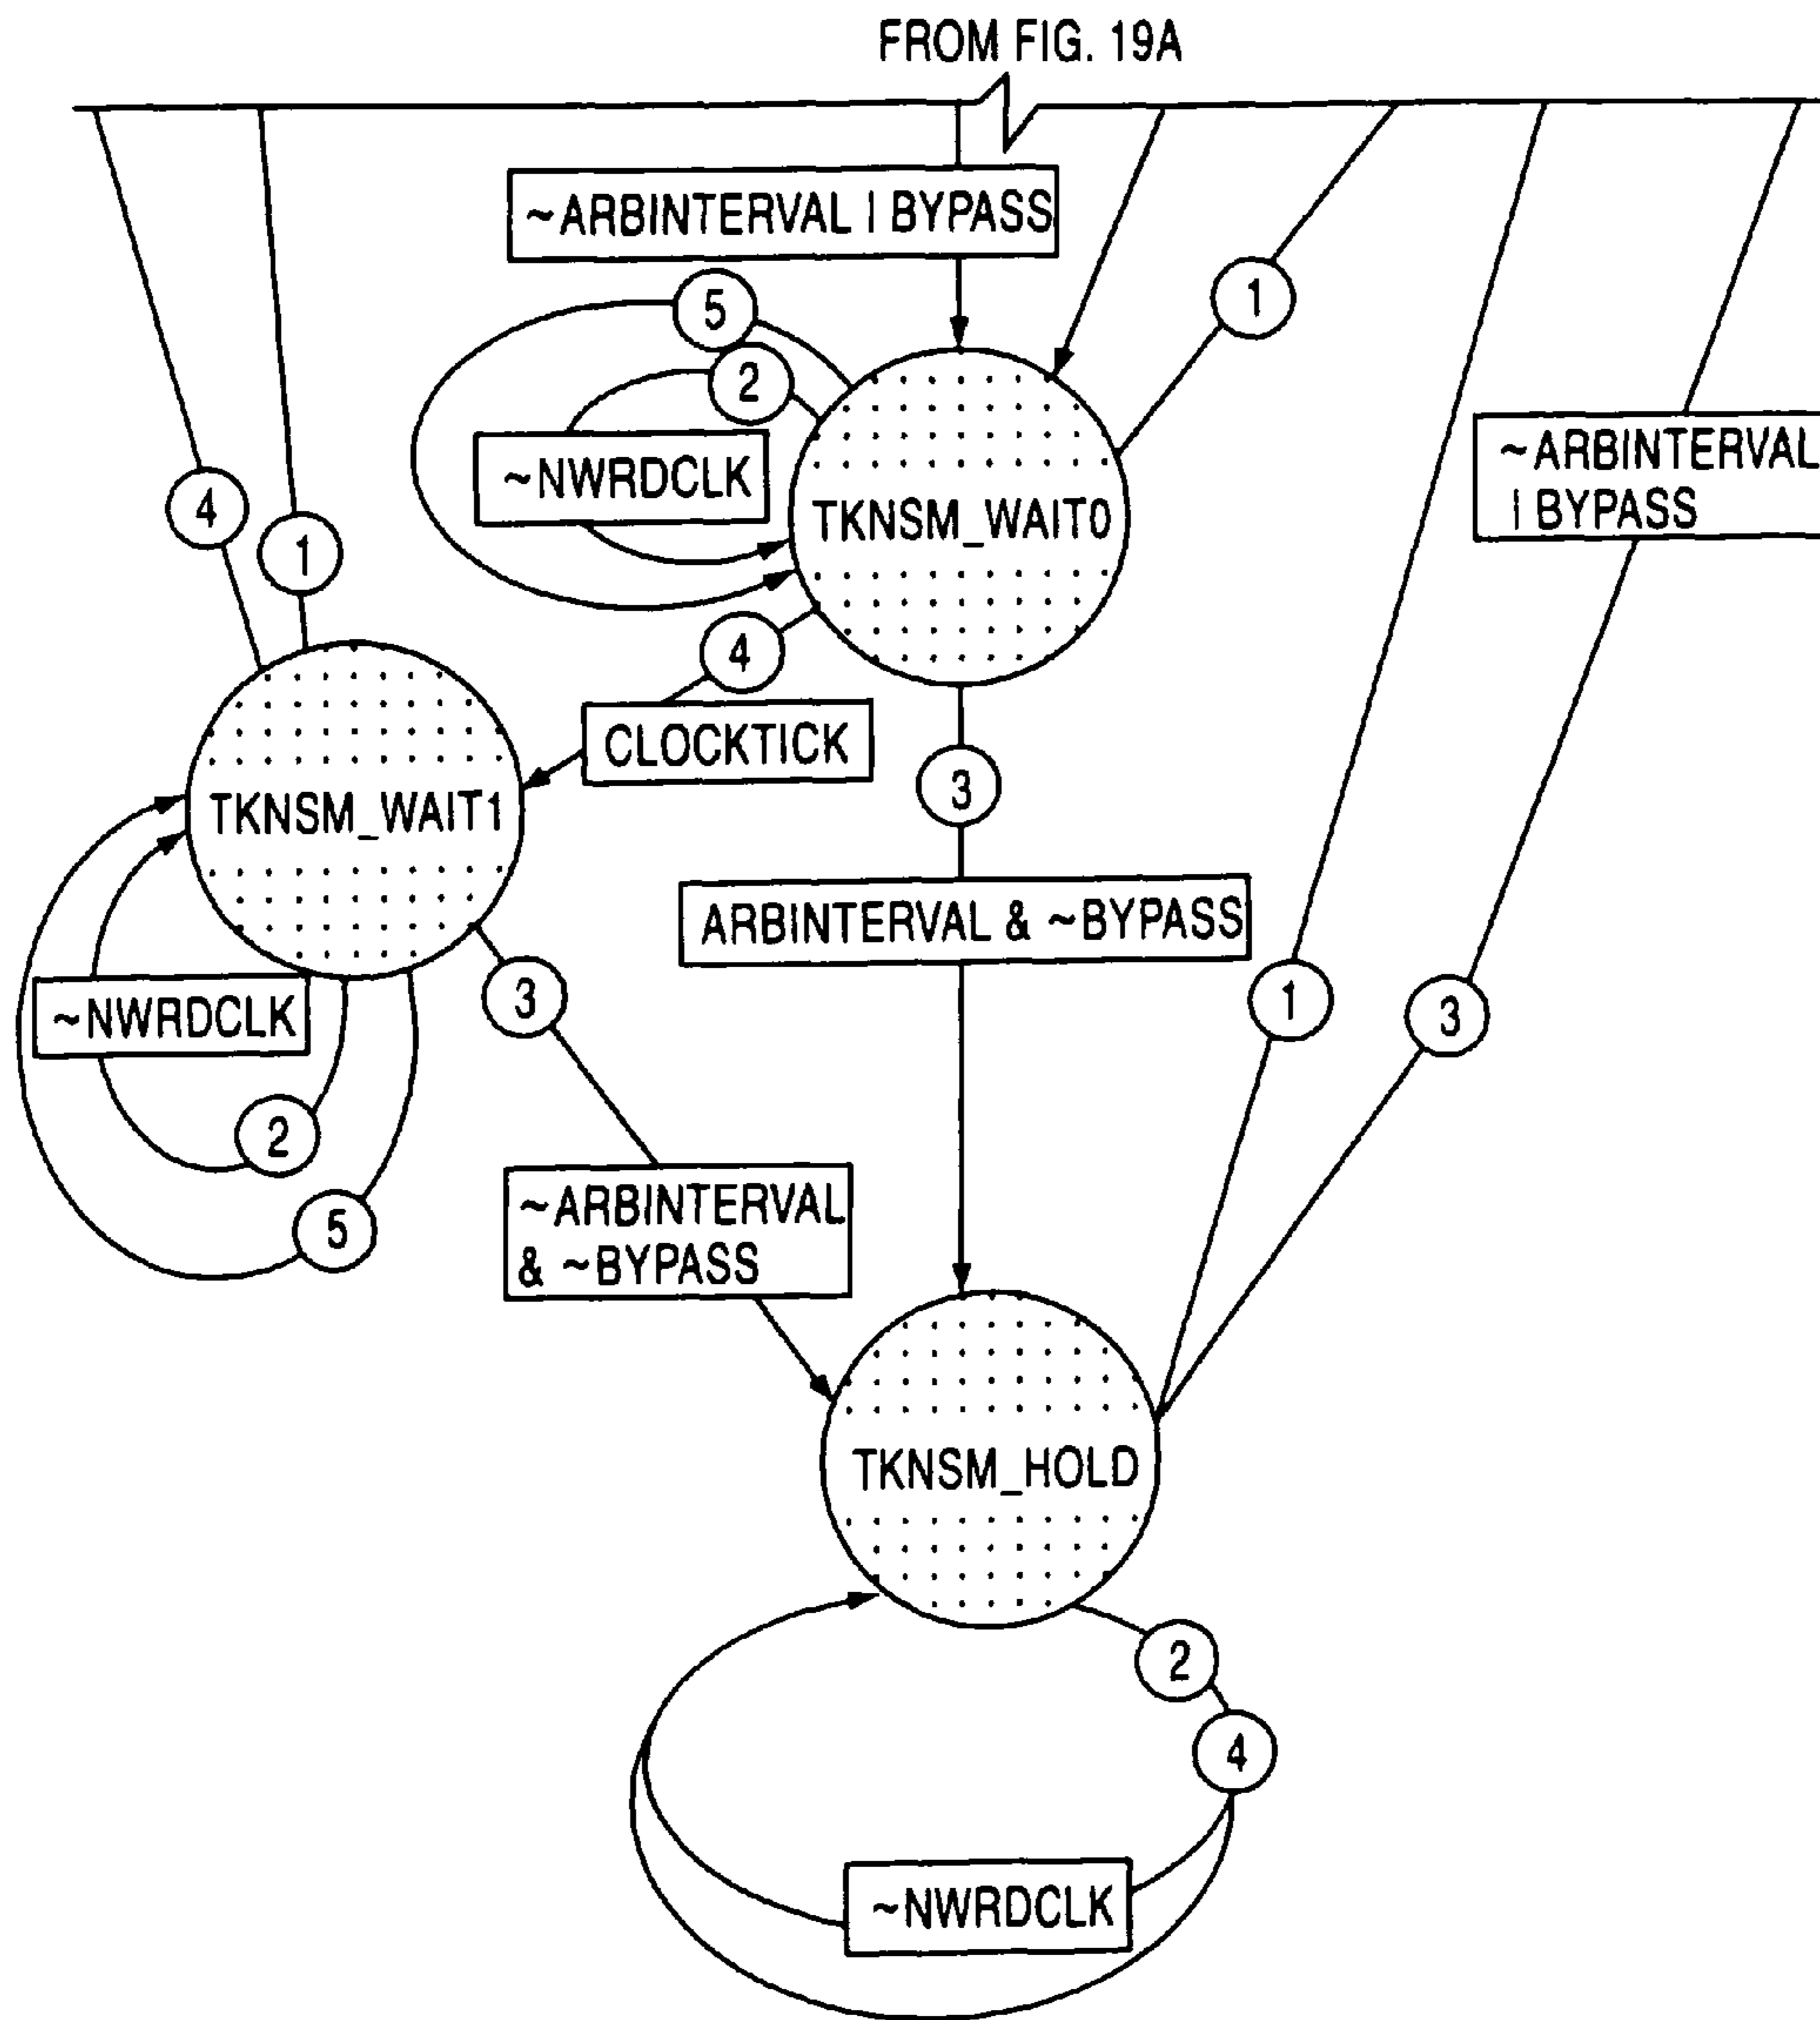 FROM FIG. 19A
~ARBINTERVAL | BYPASS
5
1
2
~NWRDCLK
~ARBINTERVAL
| BYPASS
4
1
TKNSM_WAIT0
4
CLOCKTICK
3
TKNSM_WAIT1
ARBINTERVAL & ~BYPASS
~NWRDCLK
3
1
3
2
5
~ARBINTERVAL
& ~BYPASS
TKNSM_HOLD
2
4
~NWRDCLK